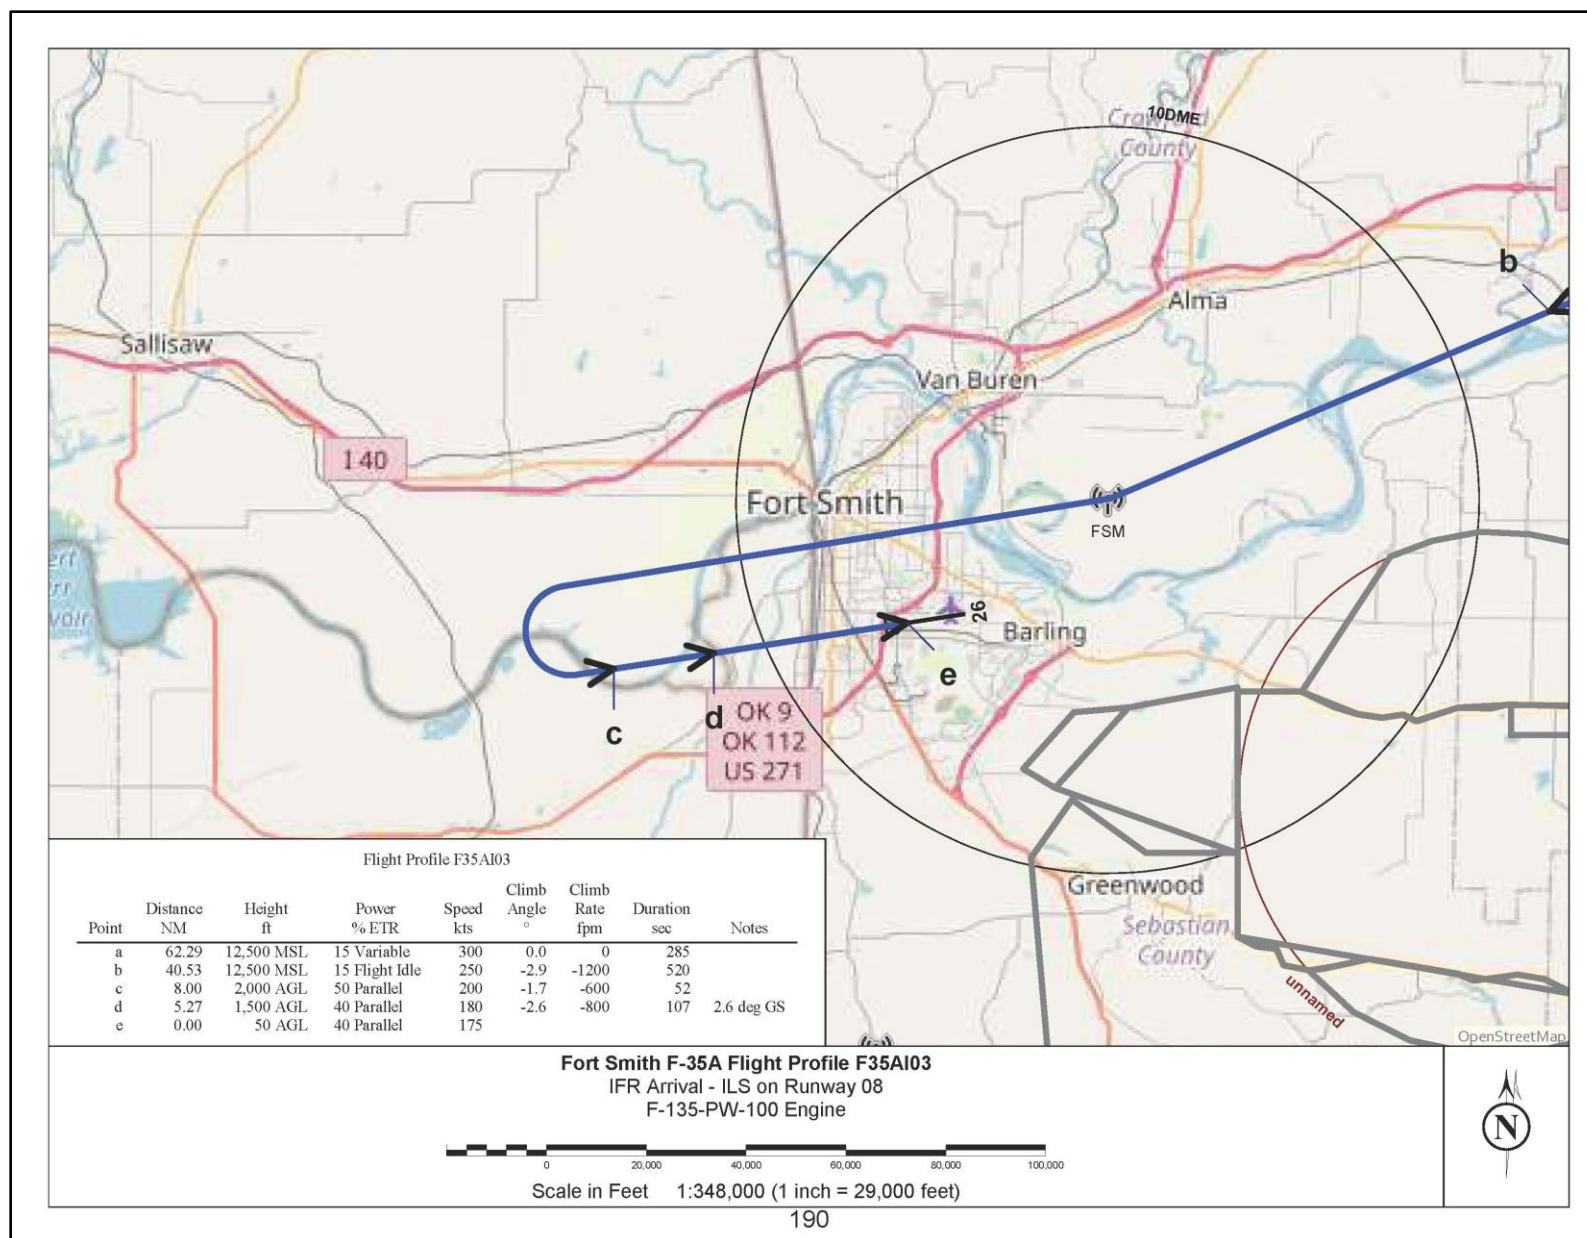 10DME
Crawford
County
b
Alma
Sallisaw
Van Buren
I 40
Fort Smith
FSM
26
Barling
e
c
d
OK 9
OK 112
US 271
Greenwood
Sebastian
County
unnamed
OpenStreetMap
Flight Profile F35AI03
Climb Climb
Distance Height Power Speed Angle Rate Duration
Point NM ft % ETR kts ° fpm sec Notes
a 62.29 12,500 MSL 15 Variable 300 0.0 0 285
b 40.53 12,500 MSL 15 Flight Idle 250 -2.9 -1200 520
c 8.00 2,000 AGL 50 Parallel 200 -1.7 -600 52
d 5.27 1,500 AGL 40 Parallel 180 -2.6 -800 107 2.6 deg GS
e 0.00 50 AGL 40 Parallel 175
Fort Smith F-35A Flight Profile F35AI03
IFR Arrival - ILS on Runway 08
F-135-PW-100 Engine
0 20,000 40,000 60,000 80,000 100,000
Scale in Feet 1:348,000 (1 inch = 29,000 feet)
N
190